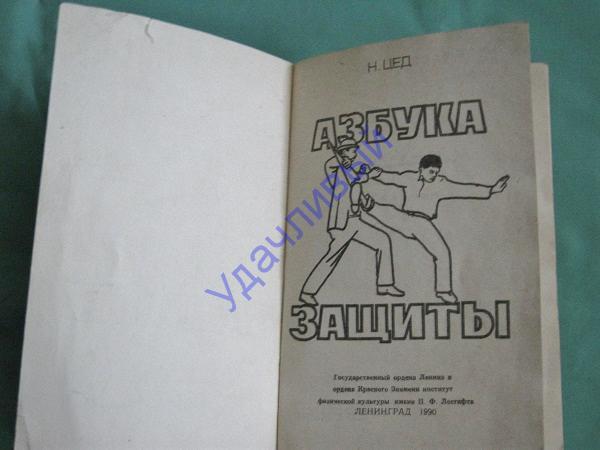 Н. ЦЕД
АЗБУКА
ЗАЩИТЫ
Государственный ордена Ленина и
ордена Красного Знамени институт
физической культуры имени П. Ф. Лесгафта
ЛЕНИНГРАД 1990
Удачливый